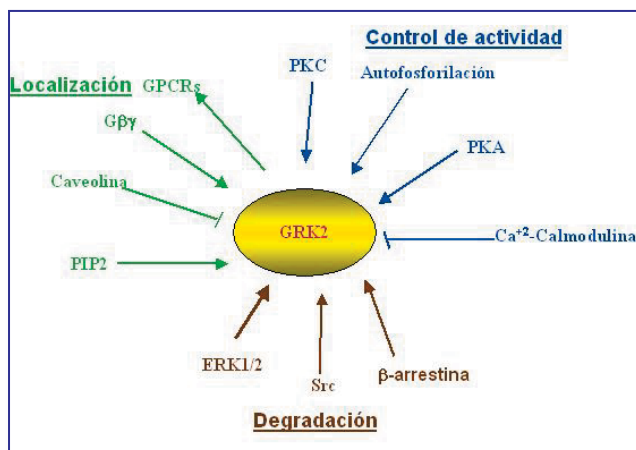 Control de actividad
PKC
Autofosforilación
Localización
GPCRs
Gβγ
PKA
Caveolina
GRK2
Ca⁺²-Calmodulina
PIP2
ERK1/2
Src
β-arrestina
Degradación